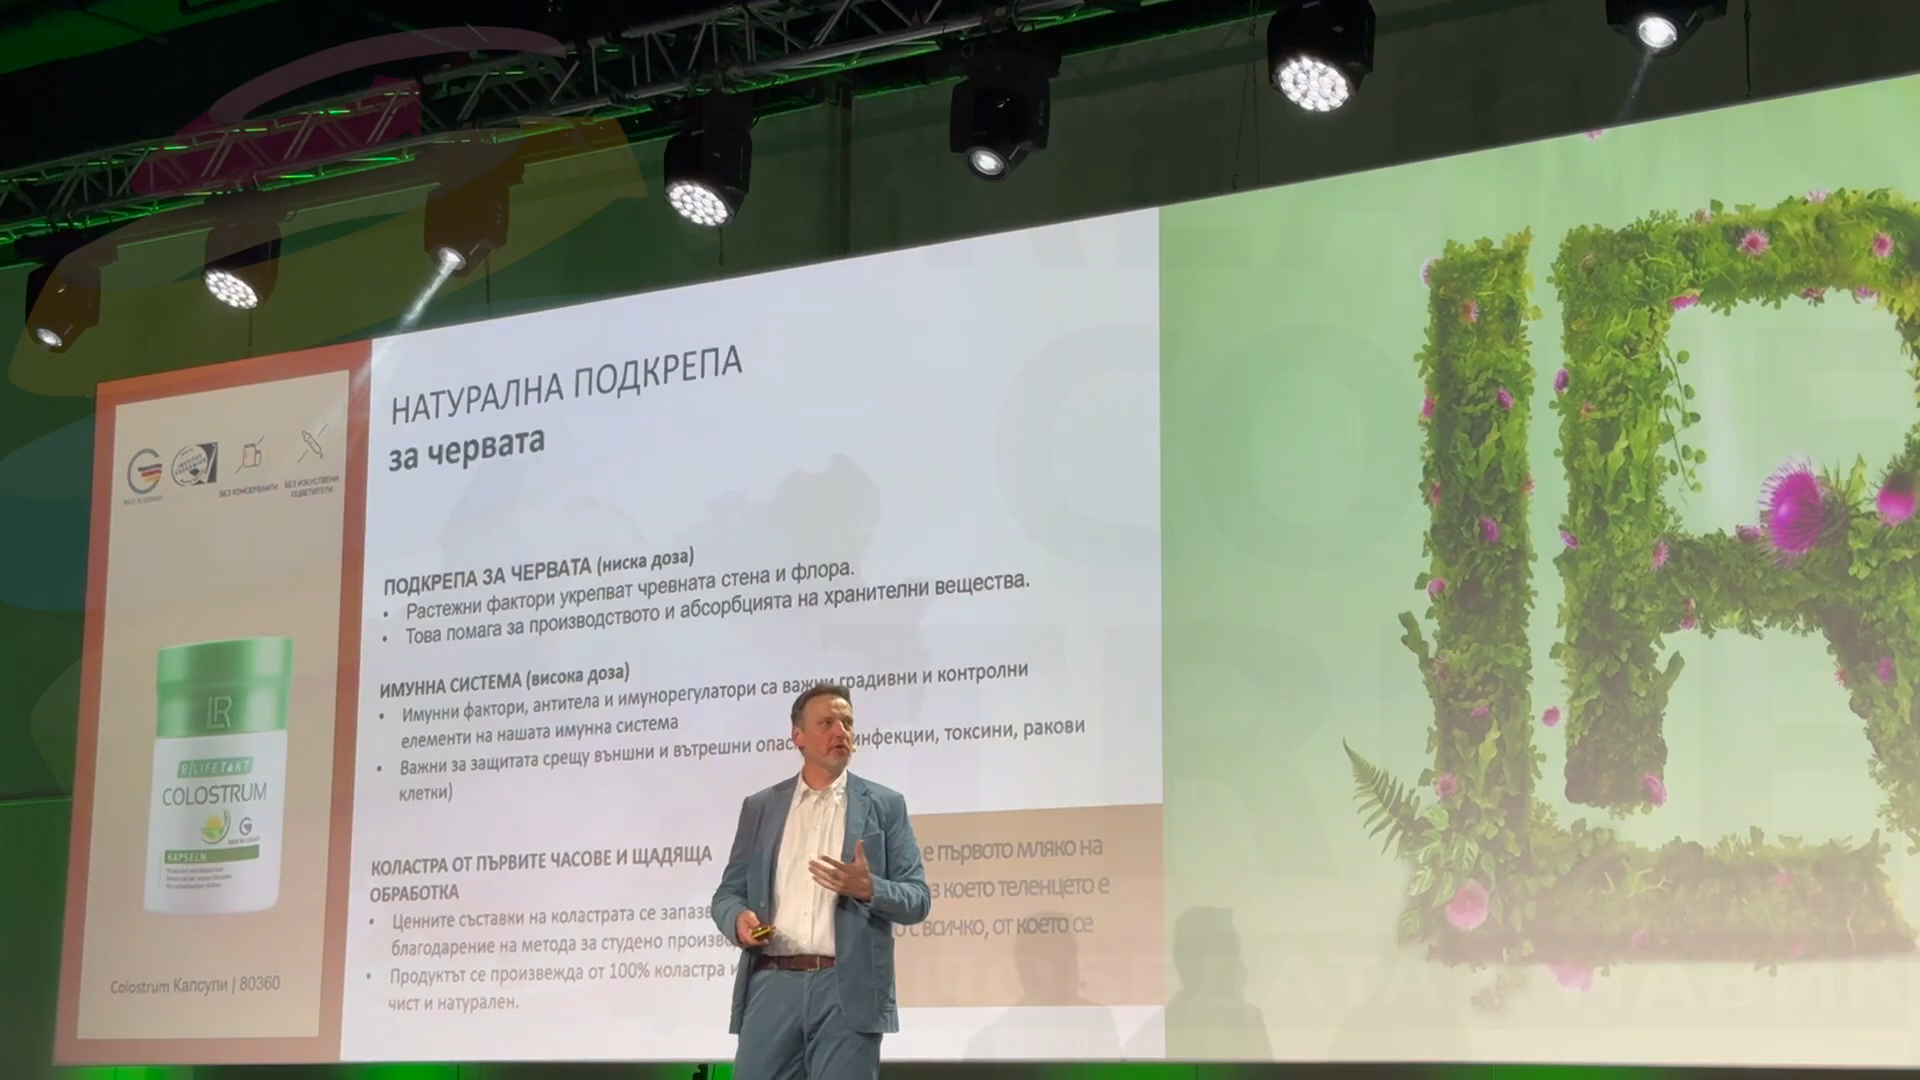 НАТУРАЛНА ПОДКРЕПА
за червата
БЕЗ КОНСЕРВАНТИ
БЕЗ ИЗКУСТВЕНИ
ОЦВЕТИТЕЛИ
ПОДКРЕПА ЗА ЧЕРВАТА (ниска доза)
• Растежни фактори укрепват чревната стена и флора.
• Това помага за производството и абсорбцията на хранителни вещества.
ИМУННА СИСТЕМА (висока доза)
• Имунни фактори, антитела и имунорегулатори са важни градивни и контролни
елементи на нашата имунна система
• Важни за защитата срещу външни и вътрешни опас инфекции, токсини, ракови
клетки)
КОЛАСТРА ОТ ПЪРВИТЕ ЧАСОВЕ И ЩАДЯЩА
ОБРАБОТКА
• Ценните съставки на коластрата се запазв
благодарение на метода за студено произв
• Продуктът се произвежда от 100% коластра и
чист и натурален.
е първото мляко на
з което теленцето е
с всичко, от което се
LR
LIFETAKT
COLOSTRUM
KAPSELN
Colostrum Капсули | 80360
LR